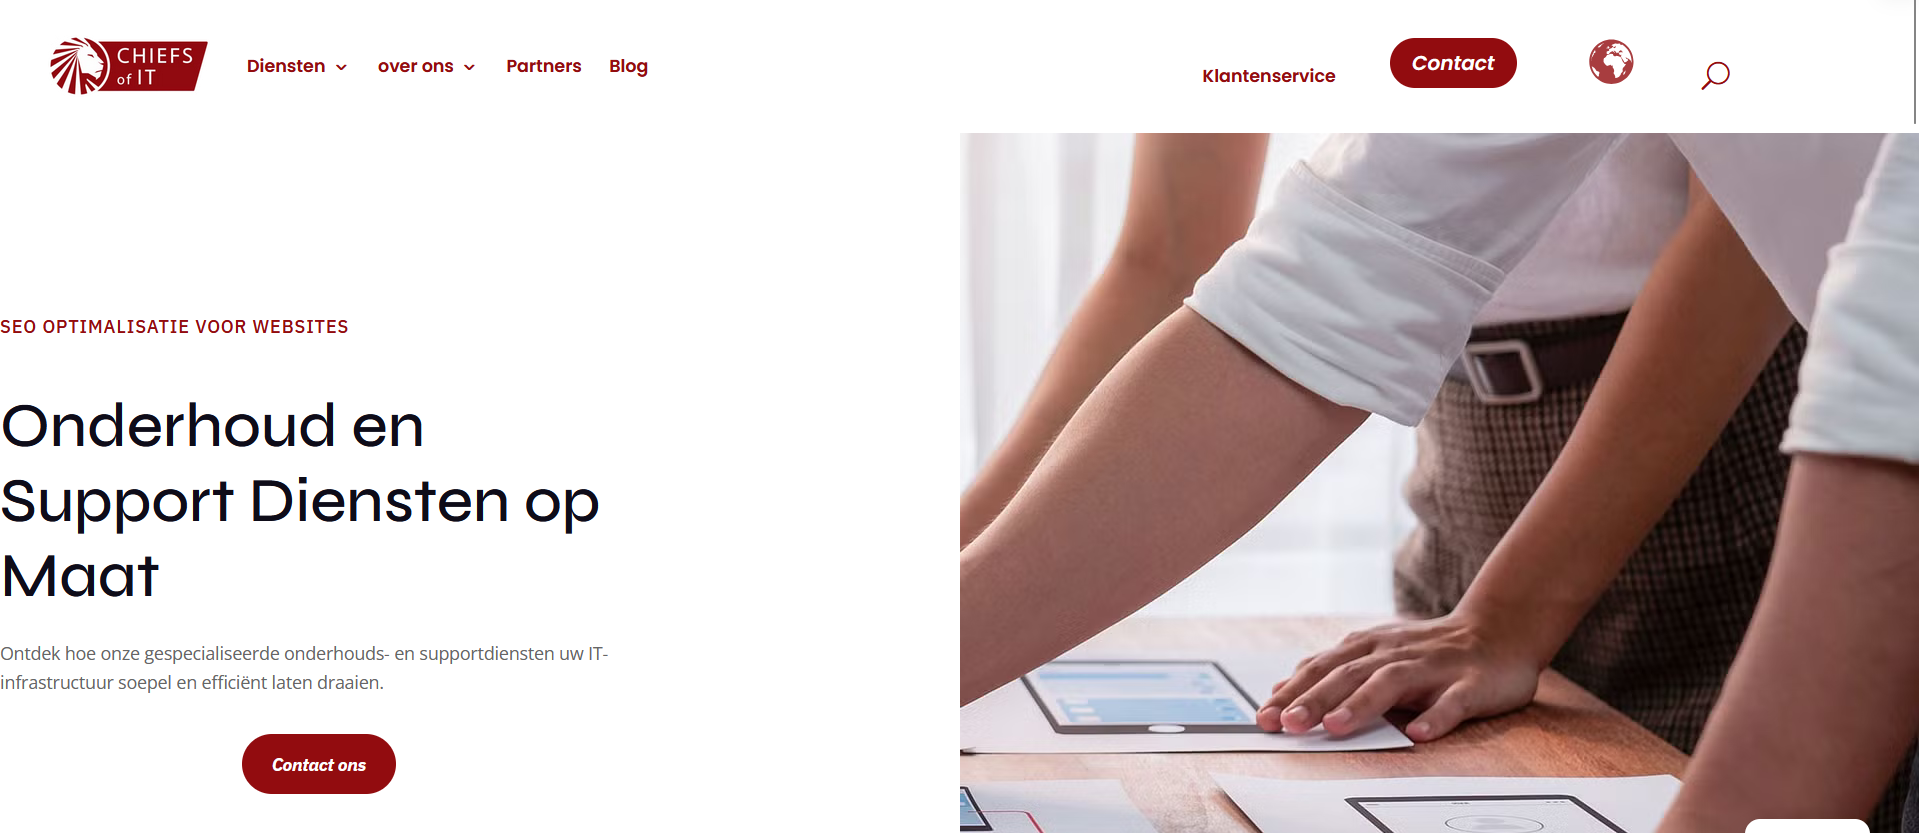 CHIEFS
of IT
Diensten
over ons
Partners
Blog
Klantenservice
Contact
SEO OPTIMALISATIE VOOR WEBSITES
Onderhoud en
Support Diensten op
Maat
Ontdek hoe onze gespecialiseerde onderhouds- en supportdiensten uw IT-
infrastructuur soepel en efficiënt laten draaien.
Contact ons